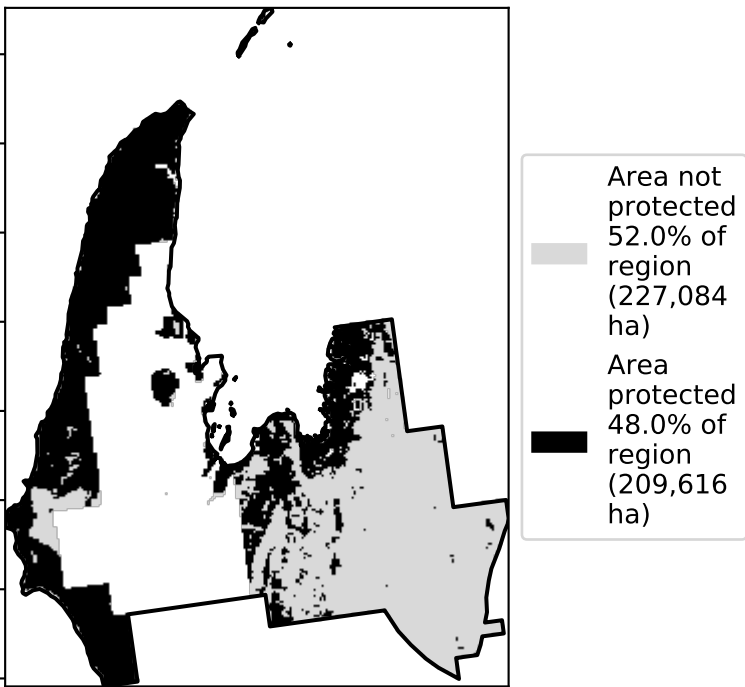 Area not
protected
52.0% of
region
(227,084
ha)
Area
protected
48.0% of
region
(209,616
ha)